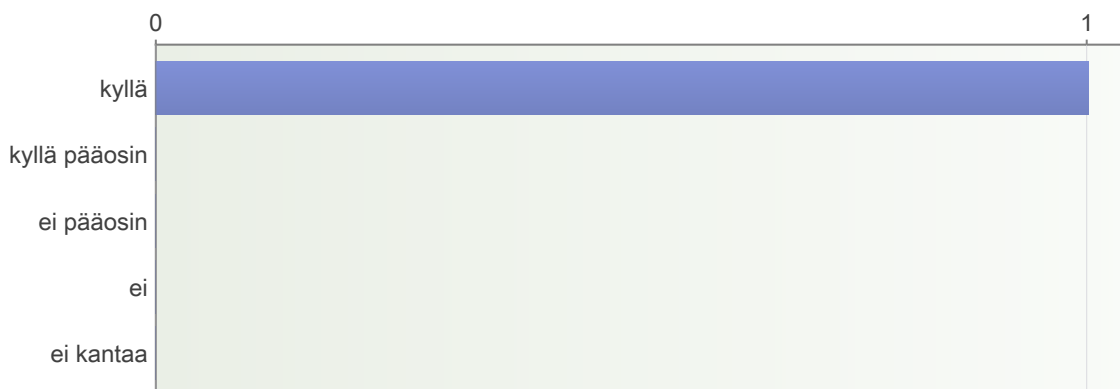 0 1
kyllä
kyllä pääosin
ei pääosin
ei
ei kantaa